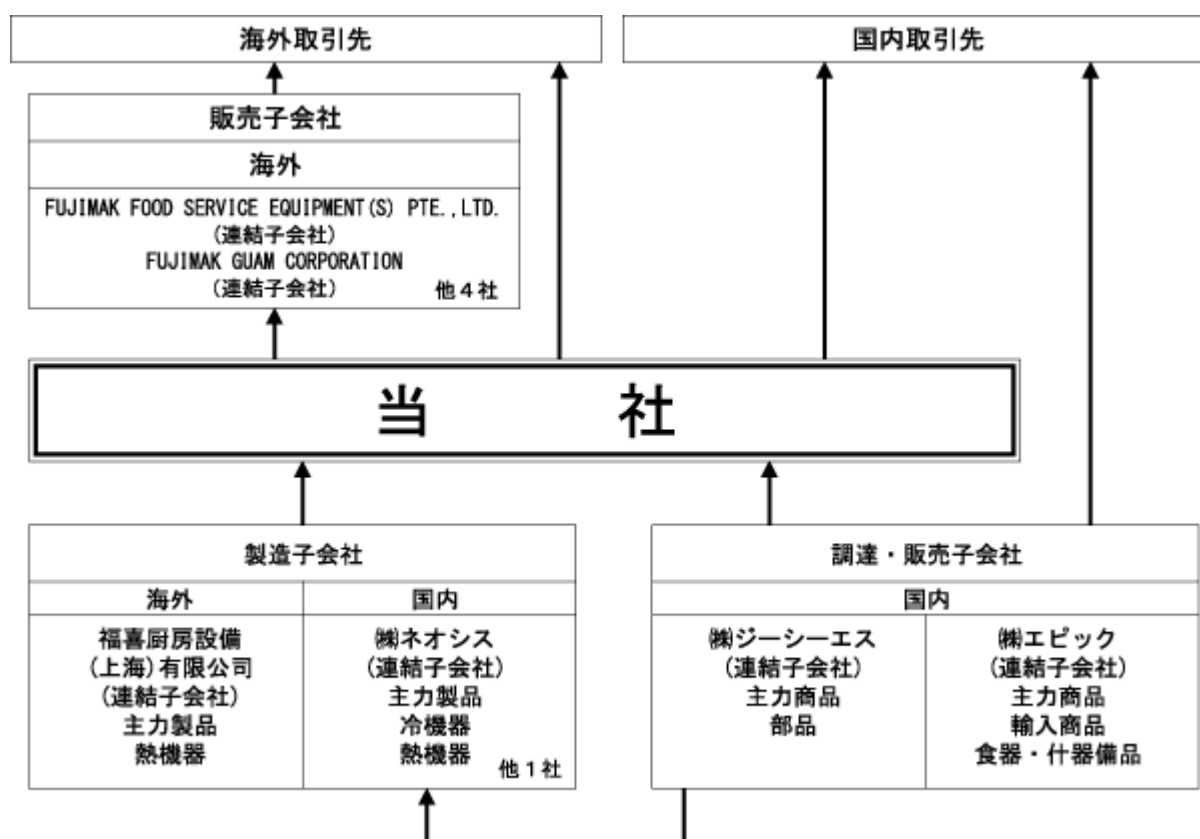 海外取引先
国内取引先
販売子会社
海外
FUJIMAK FOOD SERVICE EQUIPMENT(S) PTE.,LTD.
(連結子会社)
FUJIMAK GUAM CORPORATION
(連結子会社)
他4社
当 社
製造子会社
海外
福喜厨房設備
(上海)有限公司
(連結子会社)
主力製品
熱機器
国内
㈱ネオシス
(連結子会社)
主力製品
冷機器
熱機器
他1社
調達・販売子会社
国内
㈱ジーシーエス
(連結子会社)
主力商品
部品
㈱エピック
(連結子会社)
主力商品
輸入商品
食器・什器備品